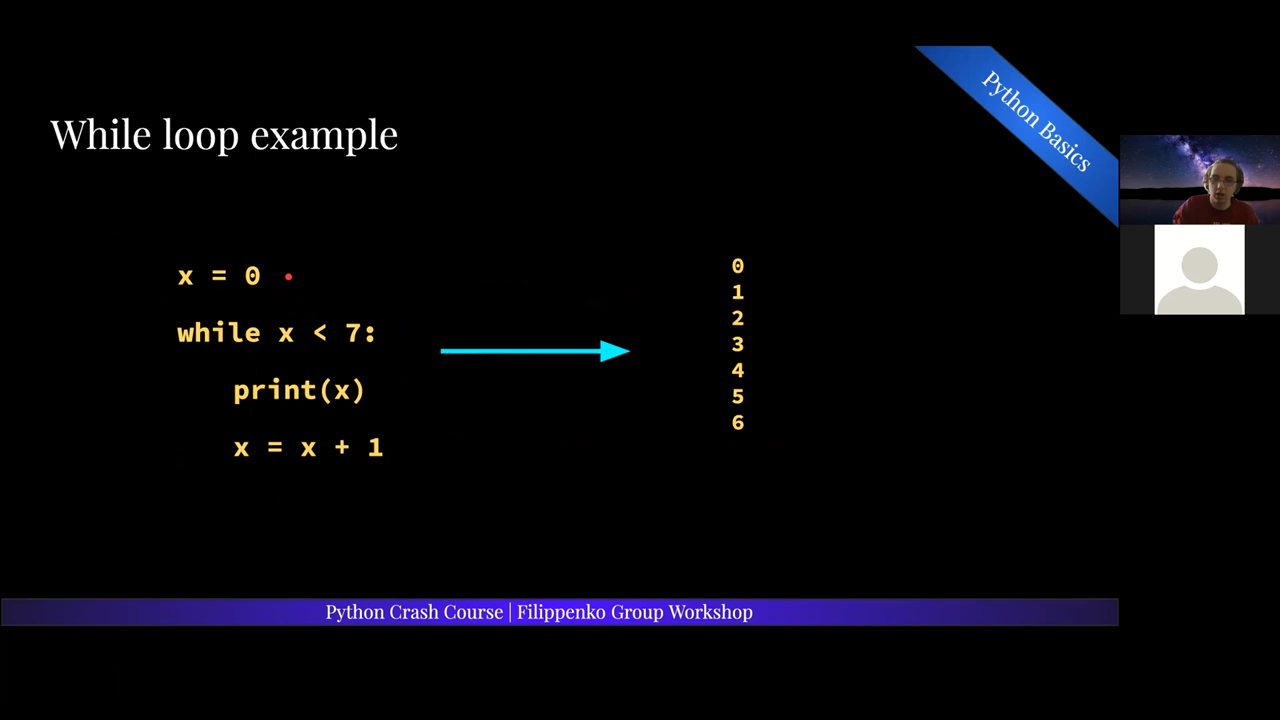 Python Basics
While loop example
x = 0
while x < 7:
print(x)
x = x + 1
0
1
2
3
4
5
6
Python Crash Course | Filippenko Group Workshop